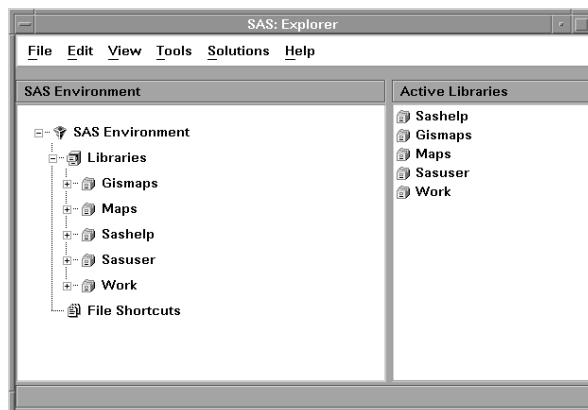 SAS: Explorer
File Edit View Tools Solutions Help
SAS Environment
SAS Environment
Libraries
Gismaps
Maps
Sashelp
Sasuser
Work
File Shortcuts
Active Libraries
Sashelp
Gismaps
Maps
Sasuser
Work